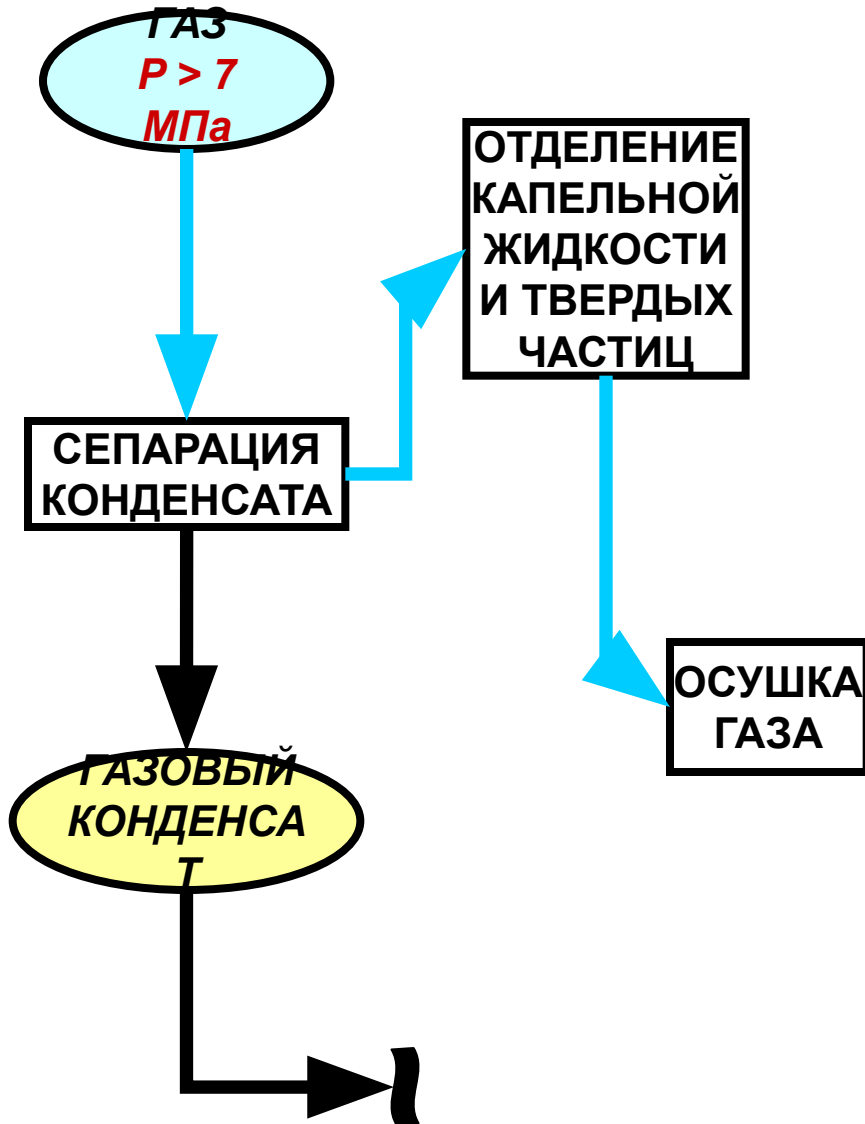 ГАЗ
Р > 7
МПа
ОТДЕЛЕНИЕ
КАПЕЛЬНОЙ
ЖИДКОСТИ
И ТВЕРДЫХ
ЧАСТИЦ
СЕПАРАЦИЯ
КОНДЕНСАТА
ОСУШКА
ГАЗА
ГАЗОВЫЙ
КОНДЕНСА
Т